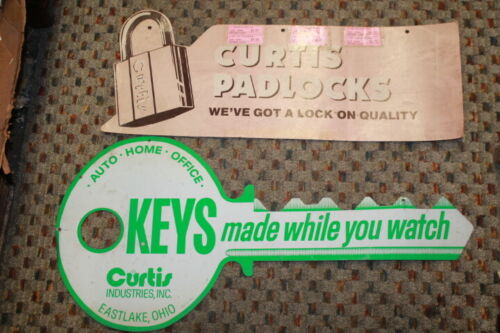 CURTIS
PADLOCKS
WE'VE GOT A LOCK ON QUALITY
Curtis
AUTO · HOME · OFFICE ·
KEYS made while you watch
Curtis
INDUSTRIES, INC.
EASTLAKE, OHIO